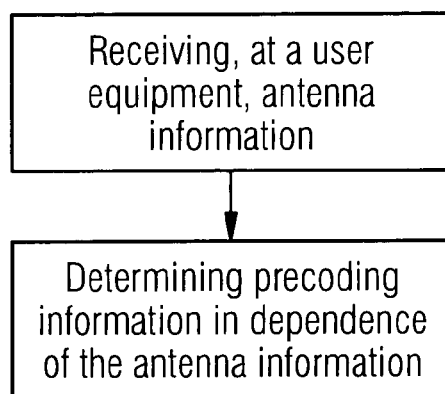 Receiving, at a user
equipment, antenna
information
Determining precoding
information in dependence
of the antenna information